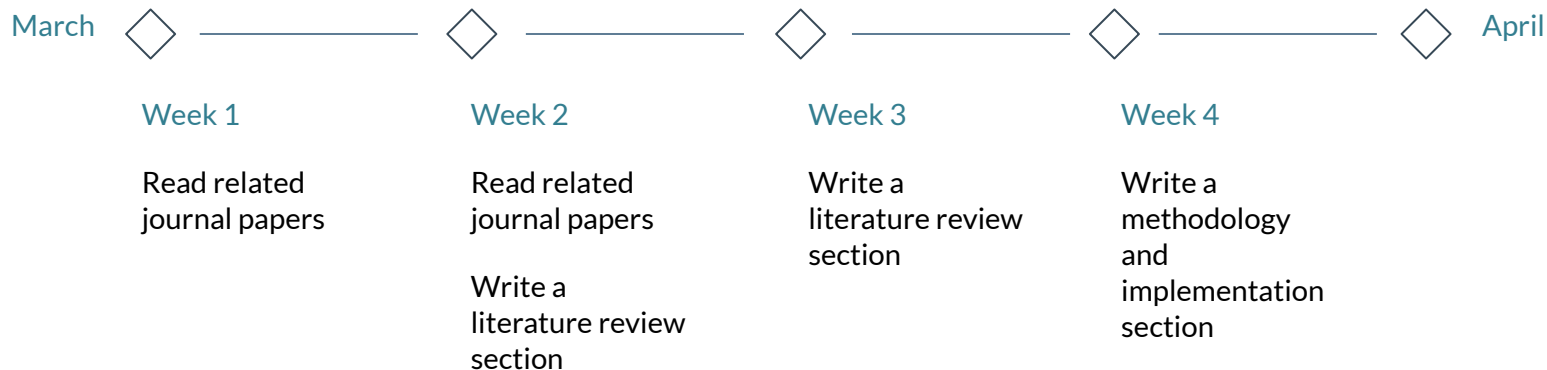 March
April
Week 1
Read related
journal papers
Week 2
Read related
journal papers
Write a
literature review
section
Week 3
Write a
literature review
section
Week 4
Write a
methodology
and
implementation
section